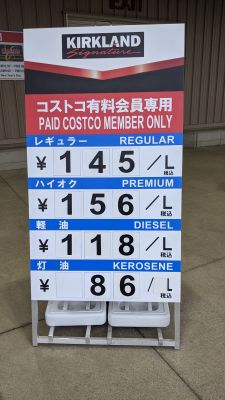 KIRKLAND
Signature
コストコ有料会員専用
PAID COSTCO MEMBER ONLY
レギュラー REGULAR
¥145/L 税込
ハイオク PREMIUM
¥156/L 税込
軽油 DIESEL
¥118/L 税込
灯油 KEROSENE
¥86/L 税込
EXIT